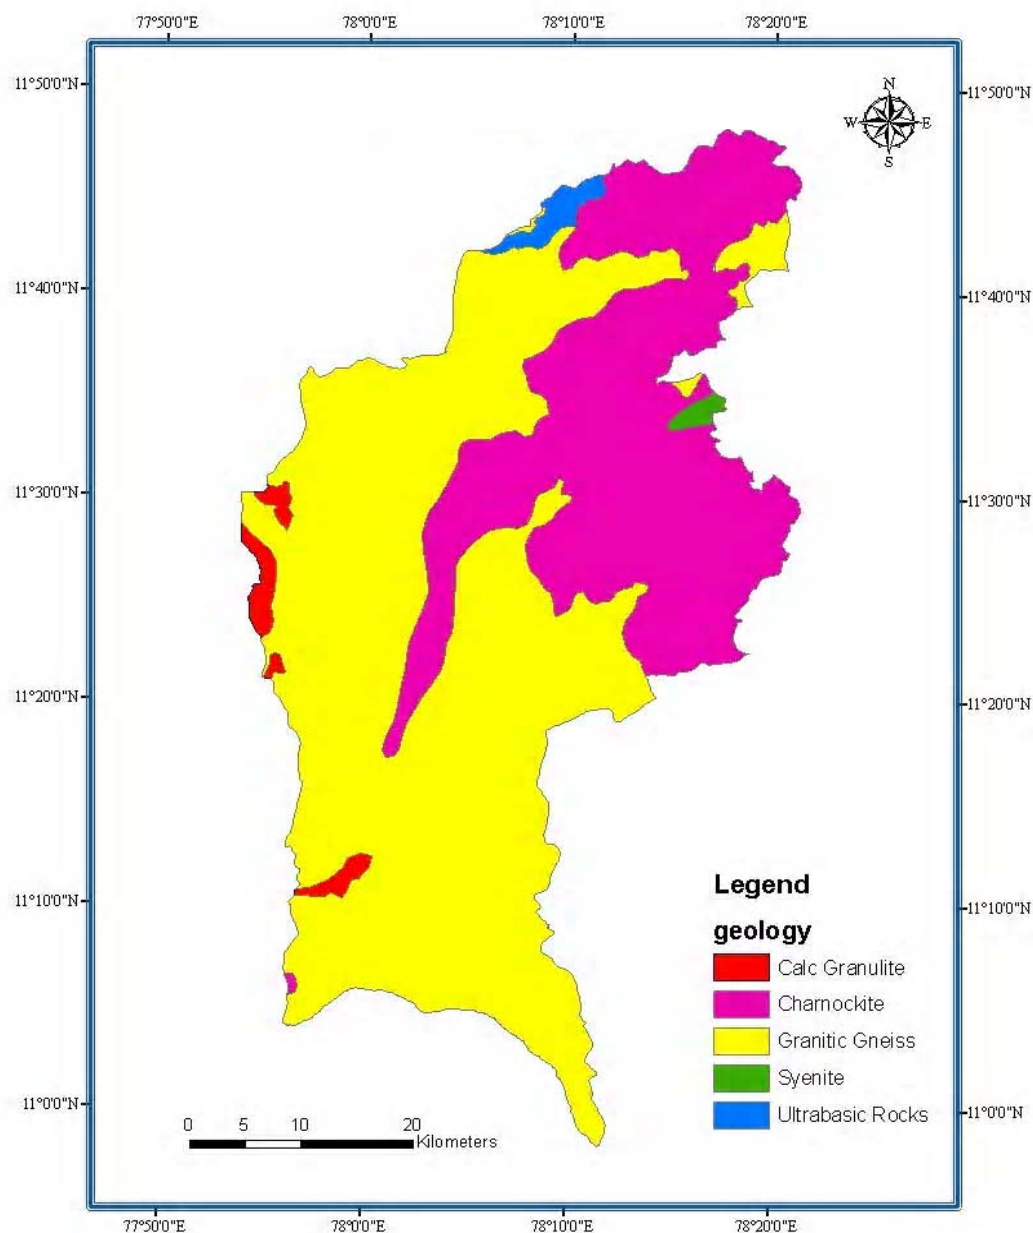 77°50'0"E 78°0'0"E 78°10'0"E 78°20'0"E
11°50'0"N 11°50'0"N
N
W E
S
11°40'0"N 11°40'0"N
11°30'0"N 11°30'0"N
11°20'0"N 11°20'0"N
11°10'0"N 11°10'0"N
11°0'0"N 11°0'0"N
Legend
geology
Calc Granulite
Charnockite
Granitic Gneiss
Syenite
Ultrabasic Rocks
0 5 10 20
Kilometers
77°50'0"E 78°0'0"E 78°10'0"E 78°20'0"E